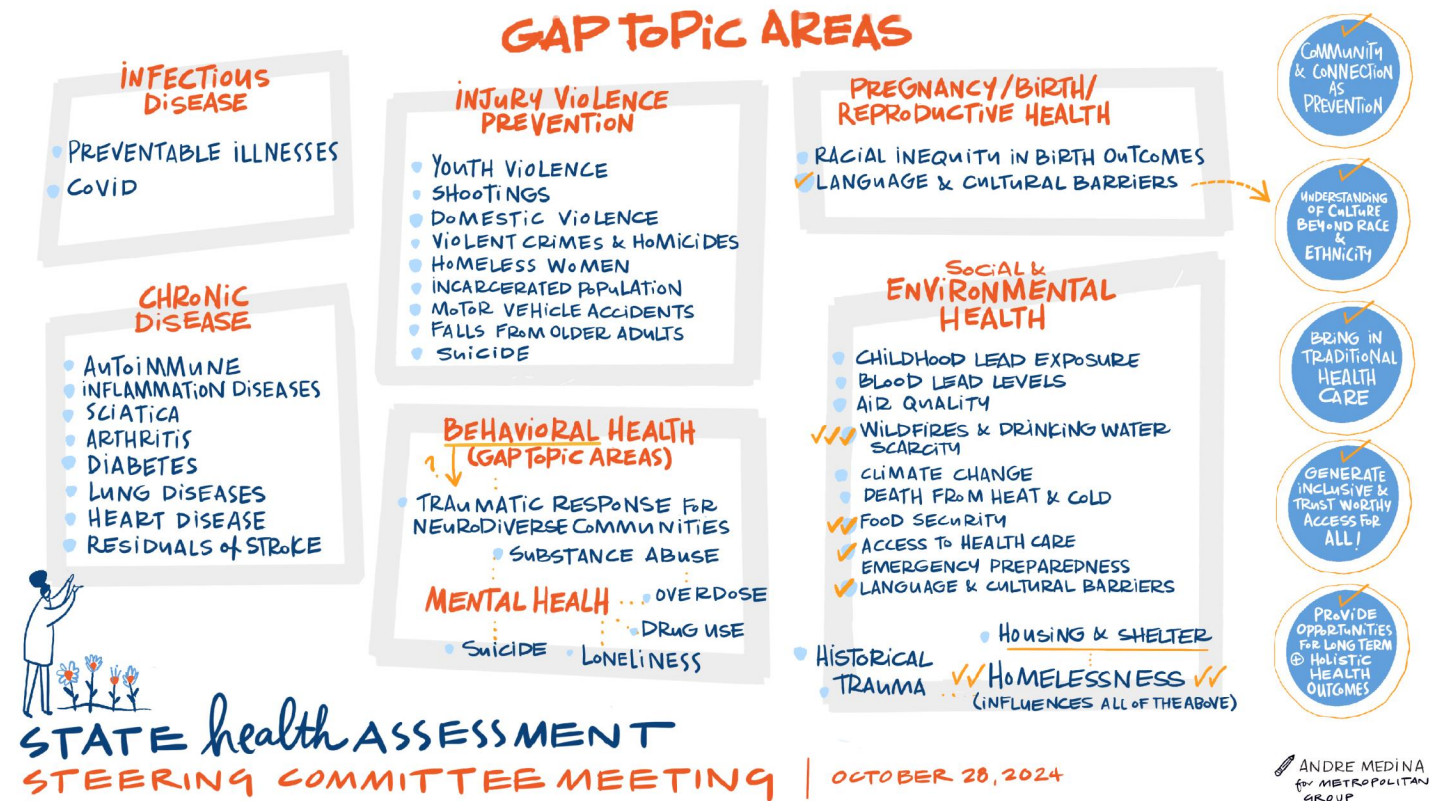 GAP TOPIC AREAS
INFECTIOUS
DISEASE
PREVENTABLE ILLNESSES
COVID
CHRONIC
DISEASE
AUTOIMMUNE
INFLAMMATION DISEASES
SCIATICA
ARTHRITIS
DIABETES
LUNG DISEASES
HEART DISEASE
RESIDUALS of STROKE
INJURY VIOLENCE
PREVENTION
YOUTH VIOLENCE
SHOOTINGS
DOMESTIC VIOLENCE
VIOLENT CRIMES & HOMICIDES
HOMELESS WOMEN
INCARCERATED POPULATION
MOTOR VEHICLE ACCIDENTS
FALLS FROM OLDER ADULTS
SUICIDE
BEHAVIORAL HEALTH
(GAP TOPIC AREAS)
?
TRAUMATIC RESPONSE FOR
NEURODIVERSE COMMUNITIES
SUBSTANCE ABUSE
MENTAL HEALH
OVERDOSE
DRUG USE
SUICIDE
LONELINESS
PREGNANCY/BIRTH/
REPRODUCTIVE HEALTH
RACIAL INEQUITY IN BIRTH OUTCOMES
LANGUAGE & CULTURAL BARRIERS
SOCIAL &
ENVIRONMENTAL
HEALTH
CHILDHOOD LEAD EXPOSURE
BLOOD LEAD LEVELS
AIR QUALITY
WILDFIRES & DRINKING WATER
SCARCITY
CLIMATE CHANGE
DEATH FROM HEAT & COLD
FOOD SECURITY
ACCESS TO HEALTH CARE
EMERGENCY PREPAREDNESS
LANGUAGE & CULTURAL BARRIERS
HOUSING & SHELTER
HISTORICAL
TRAUMA
HOMELESSNESS
(INFLUENCES ALL OF THE ABOVE)
COMMUNITY
& CONNECTION
AS
PREVENTION
UNDERSTANDING
OF CULTURE
BEYOND RACE
&
ETHNICITY
BRING IN
TRADITIONAL
HEALTH
CARE
GENERATE
INCLUSIVE &
TRUST WORTHY
ACCESS FOR
ALL!
PROVIDE
OPPORTUNITIES
FOR LONG TERM
+ HOLISTIC
HEALTH
OUTCOMES
STATE health ASSESSMENT
STEERING COMMITTEE MEETING | OCTOBER 28, 2024
ANDRE MEDINA
for METROPOLITAN
GROUP